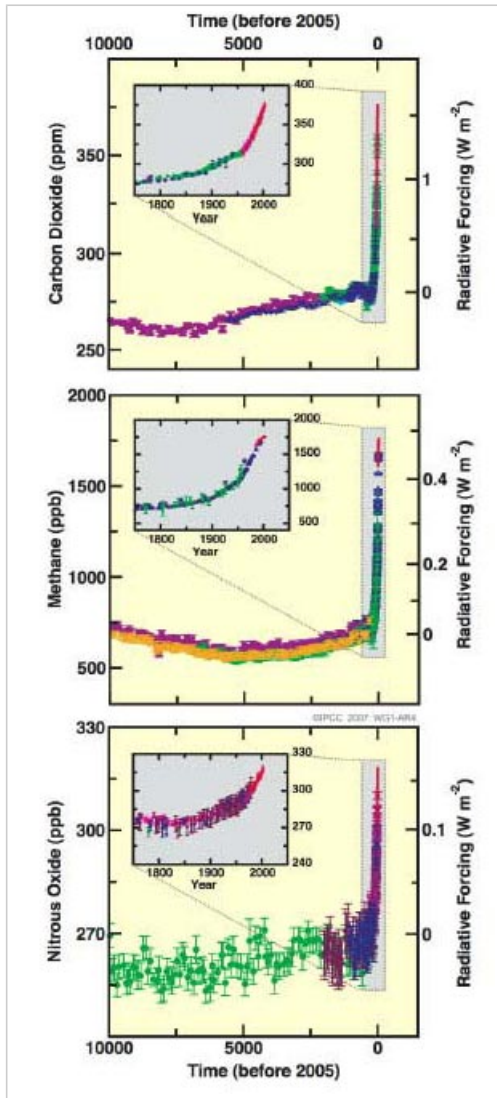 Time (before 2005)
10000 5000 0
Carbon Dioxide (ppm)
350
300
250
400
350
300
1800 1900 2000
Year
1
0
Radiative Forcing (W m⁻²)
Methane (ppb)
2000
1500
1000
500
2000
1500
1000
500
1800 1900 2000
Year
0.4
0.2
0
Radiative Forcing (W m⁻²)
©IPCC 2007: WG1-AR4
Nitrous Oxide (ppb)
330
300
270
330
300
270
240
1800 1900 2000
Year
0.1
0
Radiative Forcing (W m⁻²)
10000 5000 0
Time (before 2005)